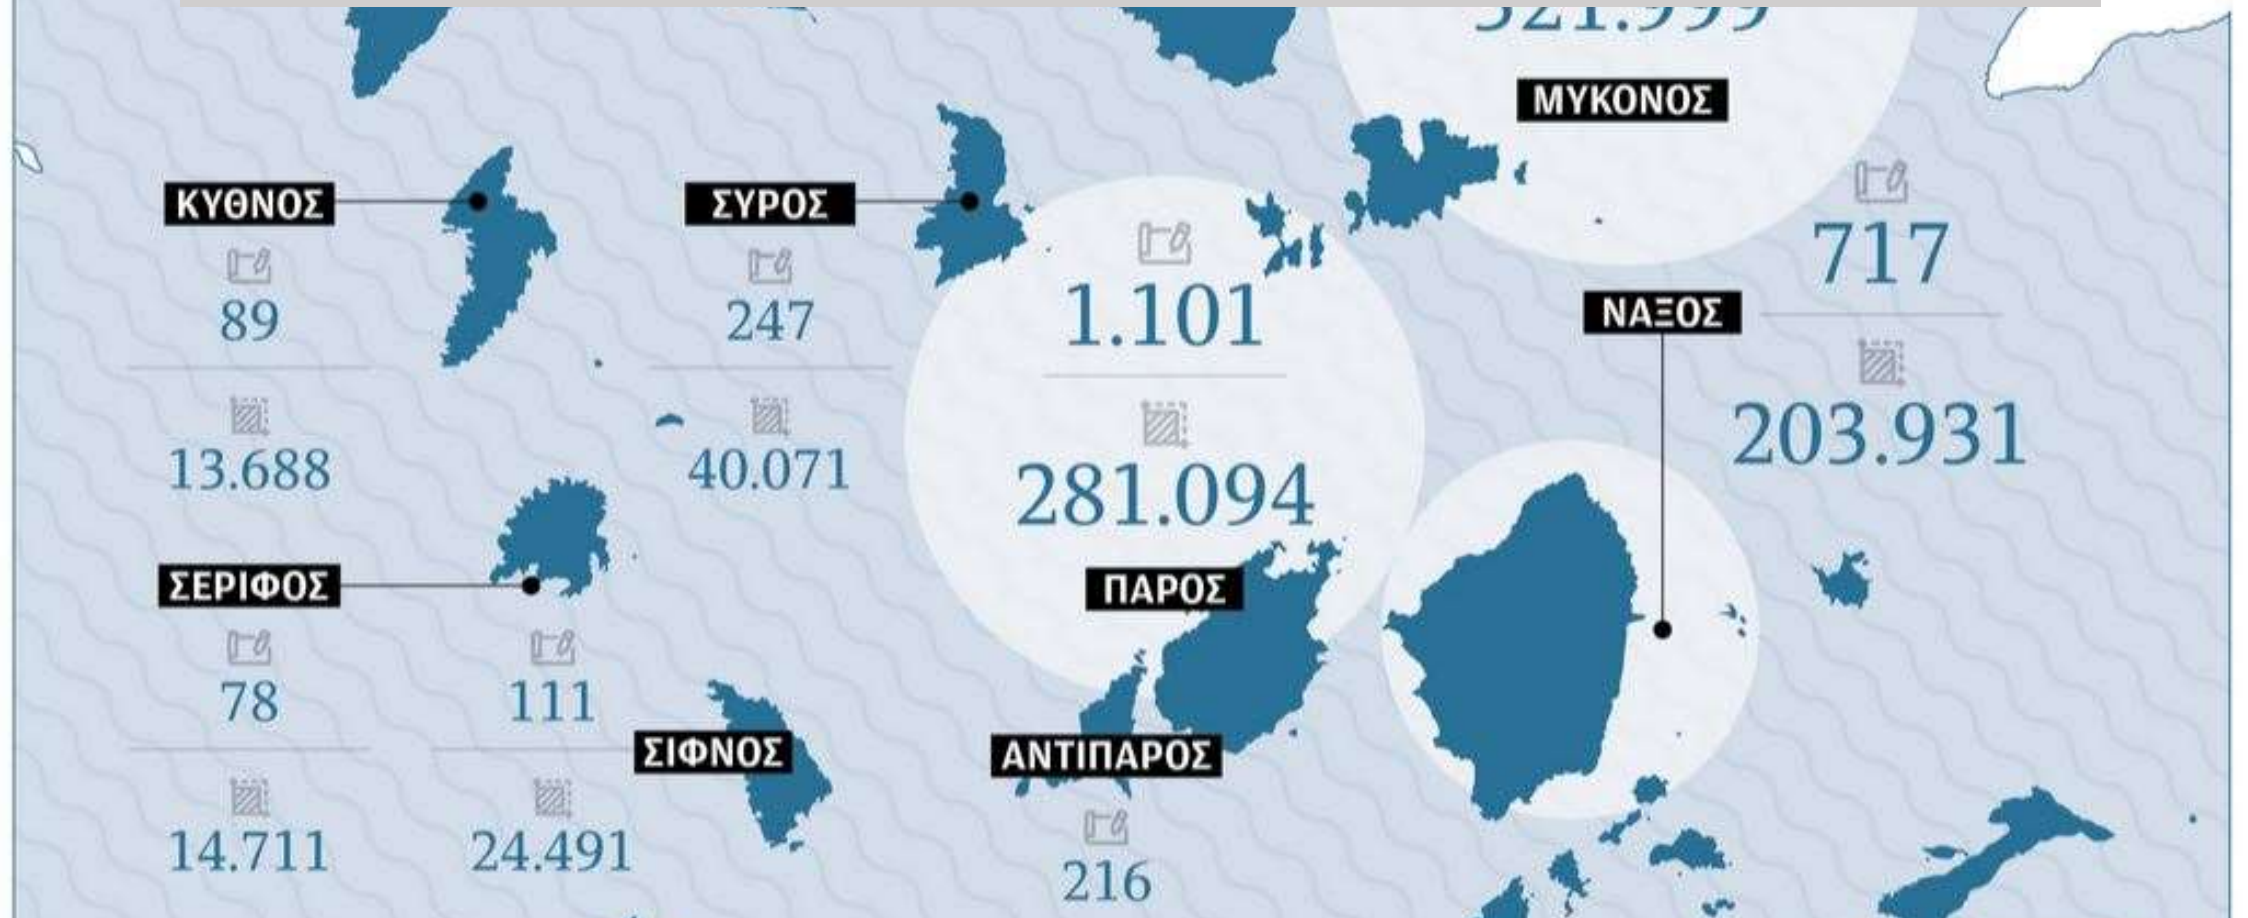 ΜΥΚΟΝΟΣ
ΚΥΘΝΟΣ
89
13.688
ΣΥΡΟΣ
247
40.071
1.101
281.094
ΠΑΡΟΣ
717
ΝΑΞΟΣ
203.931
ΣΕΡΙΦΟΣ
78
14.711
111
ΣΙΦΝΟΣ
24.491
ΑΝΤΙΠΑΡΟΣ
216